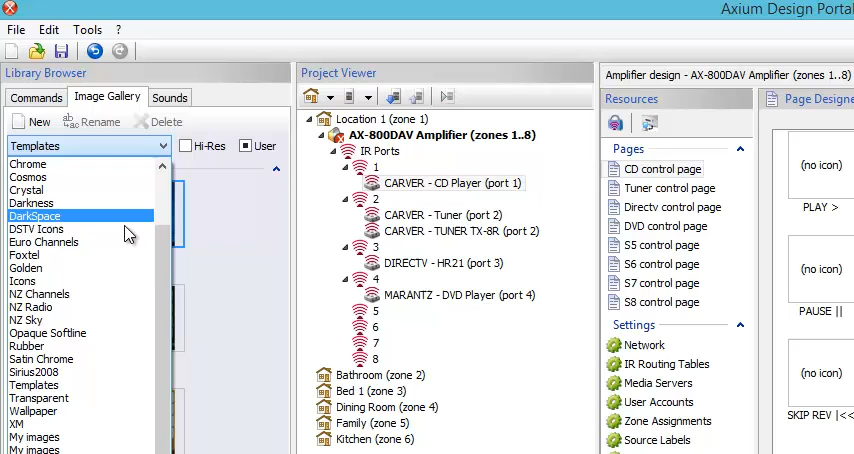 Axium Design Portal
File Edit Tools ?
Library Browser
Commands Image Gallery Sounds
New Rename Delete
Templates Hi-Res User
Chrome
Cosmos
Crystal
Darkness
DarkSpace
DSTV Icons
Euro Channels
Foxtel
Golden
Icons
NZ Channels
NZ Radio
NZ Sky
Opaque Softline
Rubber
Satin Chrome
Sirius2008
Templates
Transparent
Wallpaper
XM
My images
My images
Project Viewer
Location 1 (zone 1)
AX-800DAV Amplifier (zones 1..8)
IR Ports
1
CARVER - CD Player (port 1)
2
CARVER - Tuner (port 2)
CARVER - TUNER TX-8R (port 2)
3
DIRECTV - HR21 (port 3)
4
MARANTZ - DVD Player (port 4)
5
6
7
8
Bathroom (zone 2)
Bed 1 (zone 3)
Dining Room (zone 4)
Family (zone 5)
Kitchen (zone 6)
Amplifier design - AX-800DAV Amplifier (zones 1..8)
Resources
Pages
CD control page
Tuner control page
Directv control page
DVD control page
S5 control page
S6 control page
S7 control page
S8 control page
Settings
Network
IR Routing Tables
Media Servers
User Accounts
Zone Assignments
Source Labels
Page Designe
(no icon)
PLAY >
(no icon)
PAUSE ||
(no icon)
SKIP REV |<<